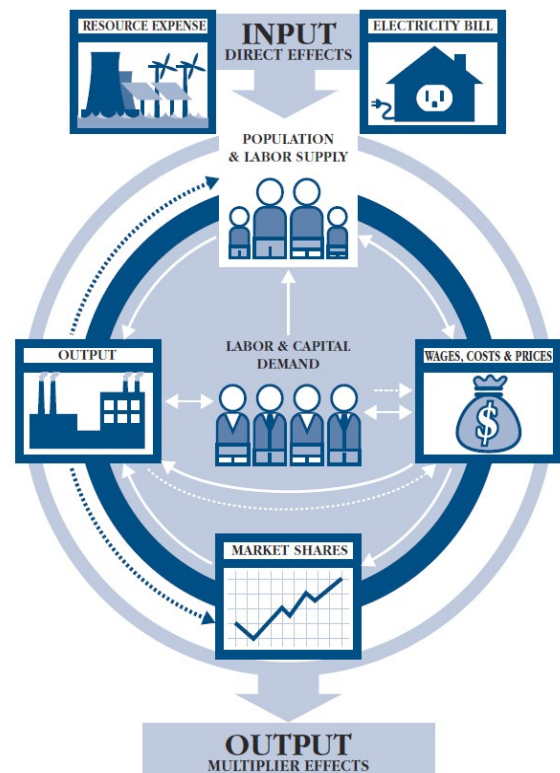 RESOURCE EXPENSE
INPUT
DIRECT EFFECTS
ELECTRICITY BILL
POPULATION
& LABOR SUPPLY
OUTPUT
LABOR & CAPITAL
DEMAND
WAGES, COSTS & PRICES
$
MARKET SHARES
OUTPUT
MULTIPLIER EFFECTS